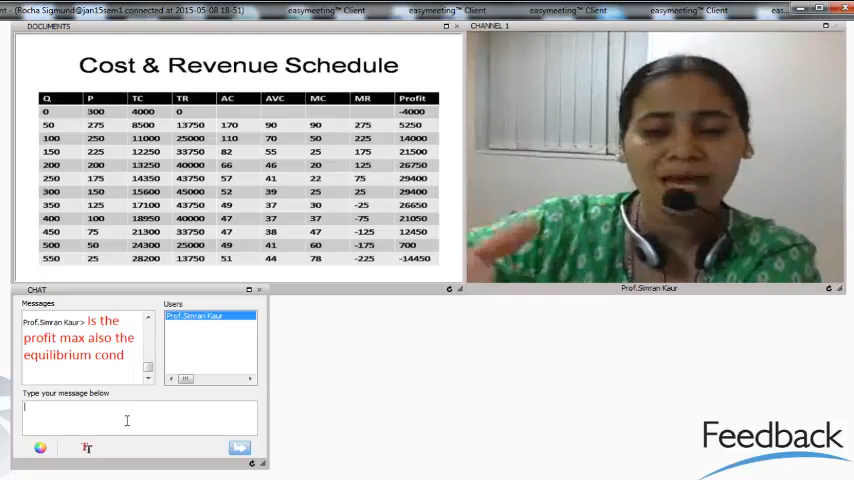 nt - (Rocha Sigmund@jan15sem1 connected at 2015-05-08 18-51) easymeeting™ Client easymeeting™ Client easymeeting™ Client eas...
DOCUMENTS
CHANNEL 1
Cost & Revenue Schedule
Q P TC TR AC AVC MC MR Profit
0 300 4000 0 -4000
50 275 8500 13750 170 90 90 275 5250
100 250 11000 25000 110 70 50 225 14000
150 225 12250 33750 82 55 25 175 21500
200 200 13250 40000 66 46 20 125 26750
250 175 14350 43750 57 41 22 75 29400
300 150 15600 45000 52 39 25 25 29400
350 125 17100 43750 49 37 30 -25 26650
400 100 18950 40000 47 37 37 -75 21050
450 75 21300 33750 47 38 47 -125 12450
500 50 24300 25000 49 41 60 -175 700
550 25 28200 13750 51 44 78 -225 -14450
Prof.Simran Kaur
CHAT
Messages
Users
Prof.Simran Kaur> is the
profit max also the
equilibrium cond
Prof.Simran Kaur
Type your message below
TT
Feedback